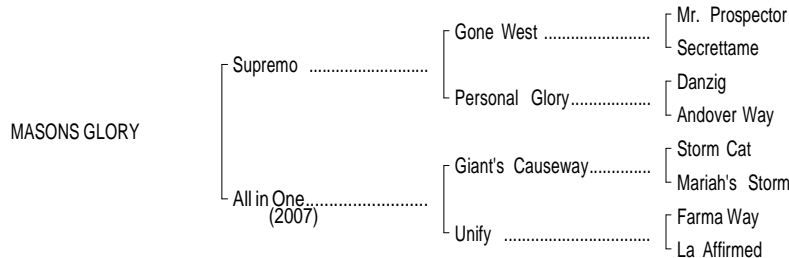 Mr. Prospector
Gone West ........................
Secrettame
Supremo ...........................
Danzig
Personal Glory..................
Andover Way
MASONS GLORY
Storm Cat
Giant's Causeway..............
Mariah's Storm
All in One............................
(2007)
Farma Way
Unify .................................
La Affirmed